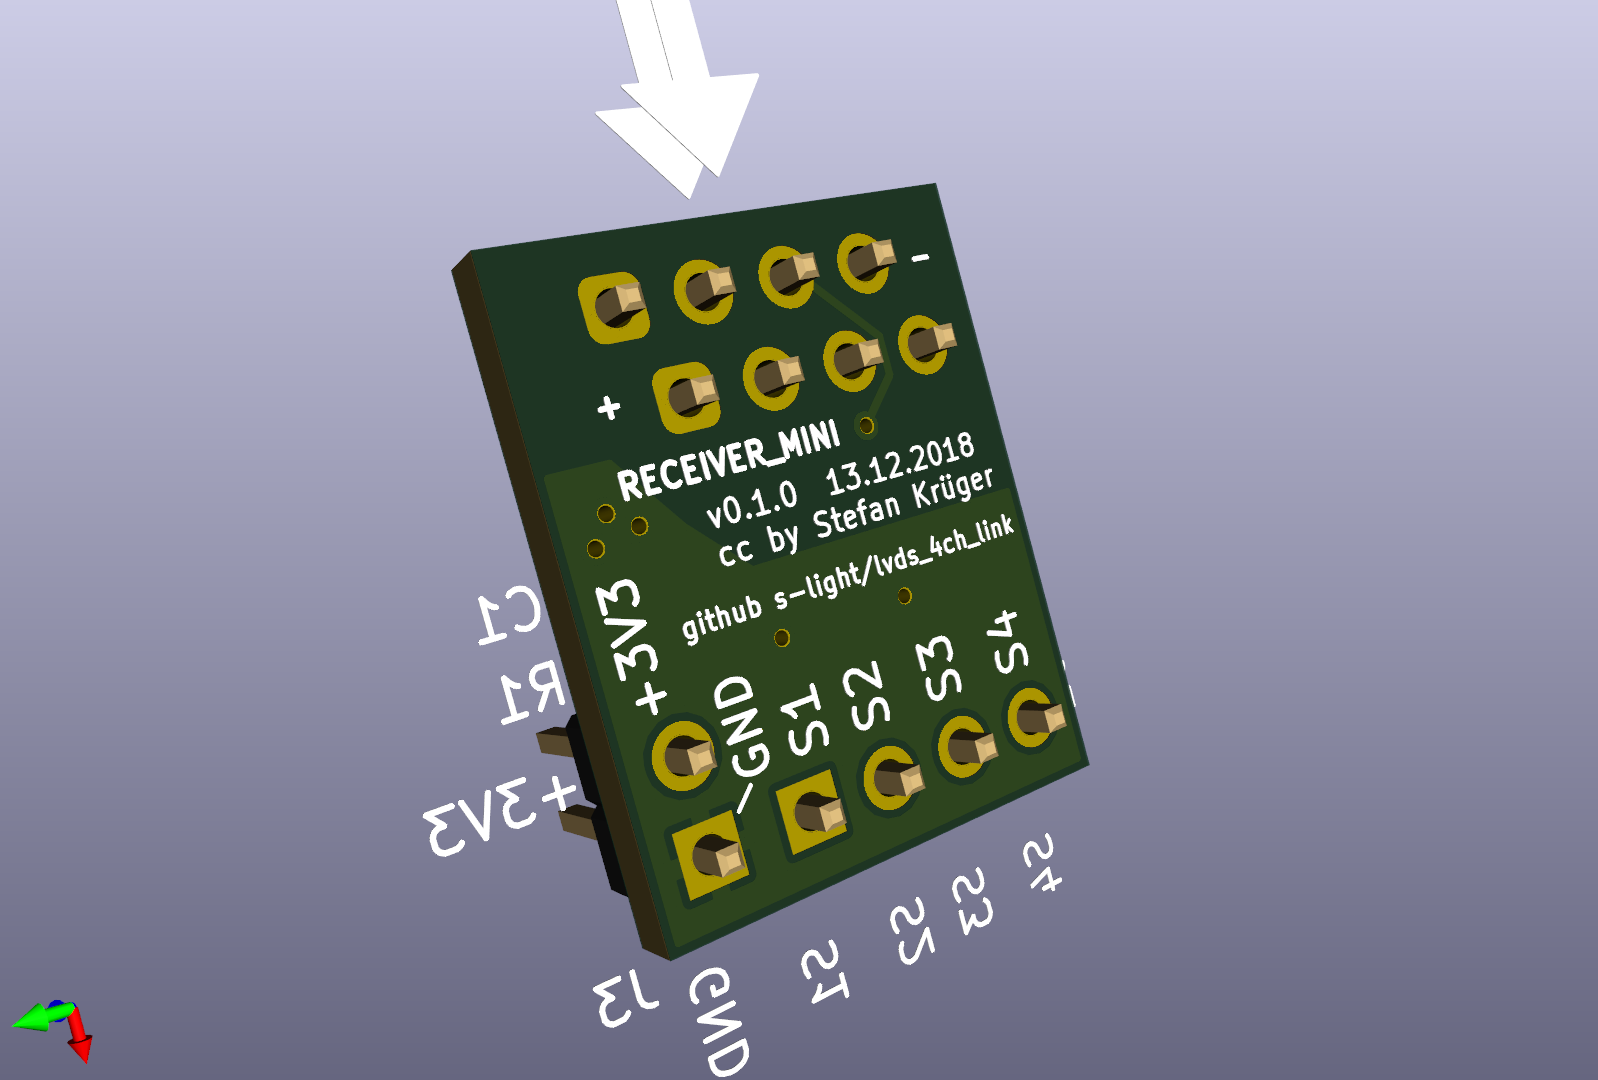 -
+
RECEIVER_MINI
v0.1.0 13.12.2018
cc by Stefan Krüger
github s-light/lvds_4ch_link
+3V3
-GND
S1
S2
S3
S4
C1
R1
+3V3
J3
GND
S1
S2
S3
S4